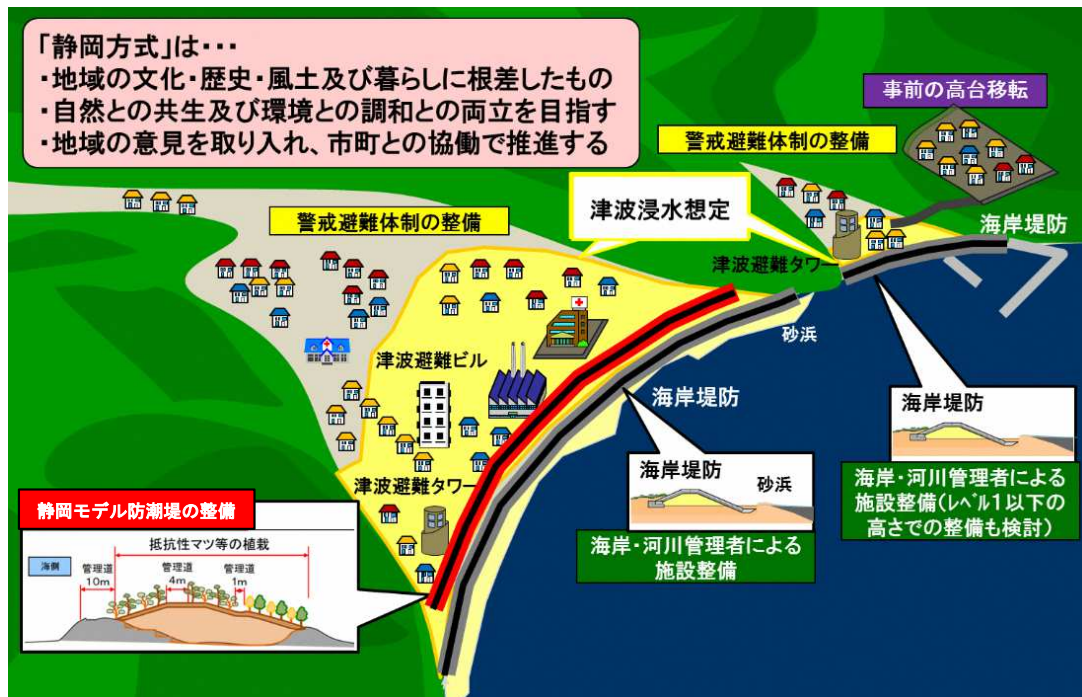 「静岡方式」は・・・
・地域の文化・歴史・風土及び暮らしに根差したもの
・自然との共生及び環境との調和との両立を目指す
・地域の意見を取り入れ、市町との協働で推進する
事前の高台移転
警戒避難体制の整備
津波浸水想定
警戒避難体制の整備
海岸堤防
津波避難タワー
砂浜
津波避難ビル
海岸堤防
海岸堤防
海岸堤防
砂浜
津波避難タワー
海岸・河川管理者による
施設整備(ﾚﾍﾞﾙ1以下の
高さでの整備も検討)
海岸・河川管理者による
施設整備
静岡モデル防潮堤の整備
抵抗性マツ等の植栽
海側
管理道
10m
管理道
4m
管理道
1m